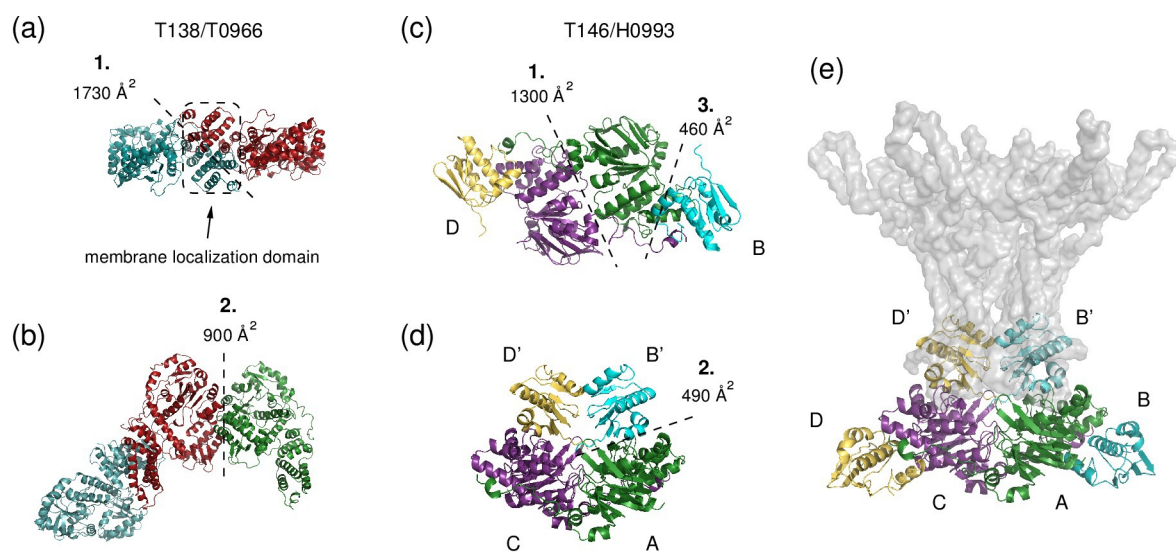 (a)
T138/T0966
1.
1730 Å²
membrane localization domain
(b)
2.
900 Å²
(c)
T146/H0993
1.
1300 Å²
3.
460 Å²
D
B
(d)
D'
B'
2.
490 Å²
C
A
(e)
D'
B'
D
B
C
A